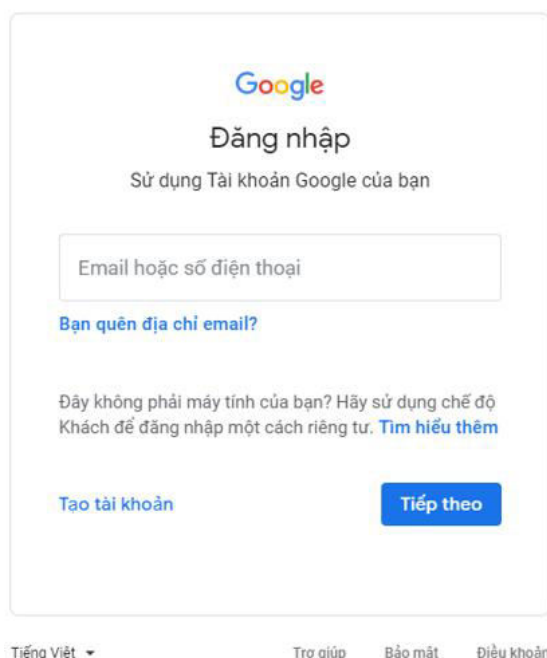 Google
Đăng nhập
Sử dụng Tài khoản Google của bạn
Email hoặc số điện thoại
Bạn quên địa chỉ email?
Đây không phải máy tính của bạn? Hãy sử dụng chế độ
Khách để đăng nhập một cách riêng tư. Tìm hiểu thêm
Tạo tài khoản Tiếp theo
Tiếng Việt Trợ giúp Bảo mật Điều khoản